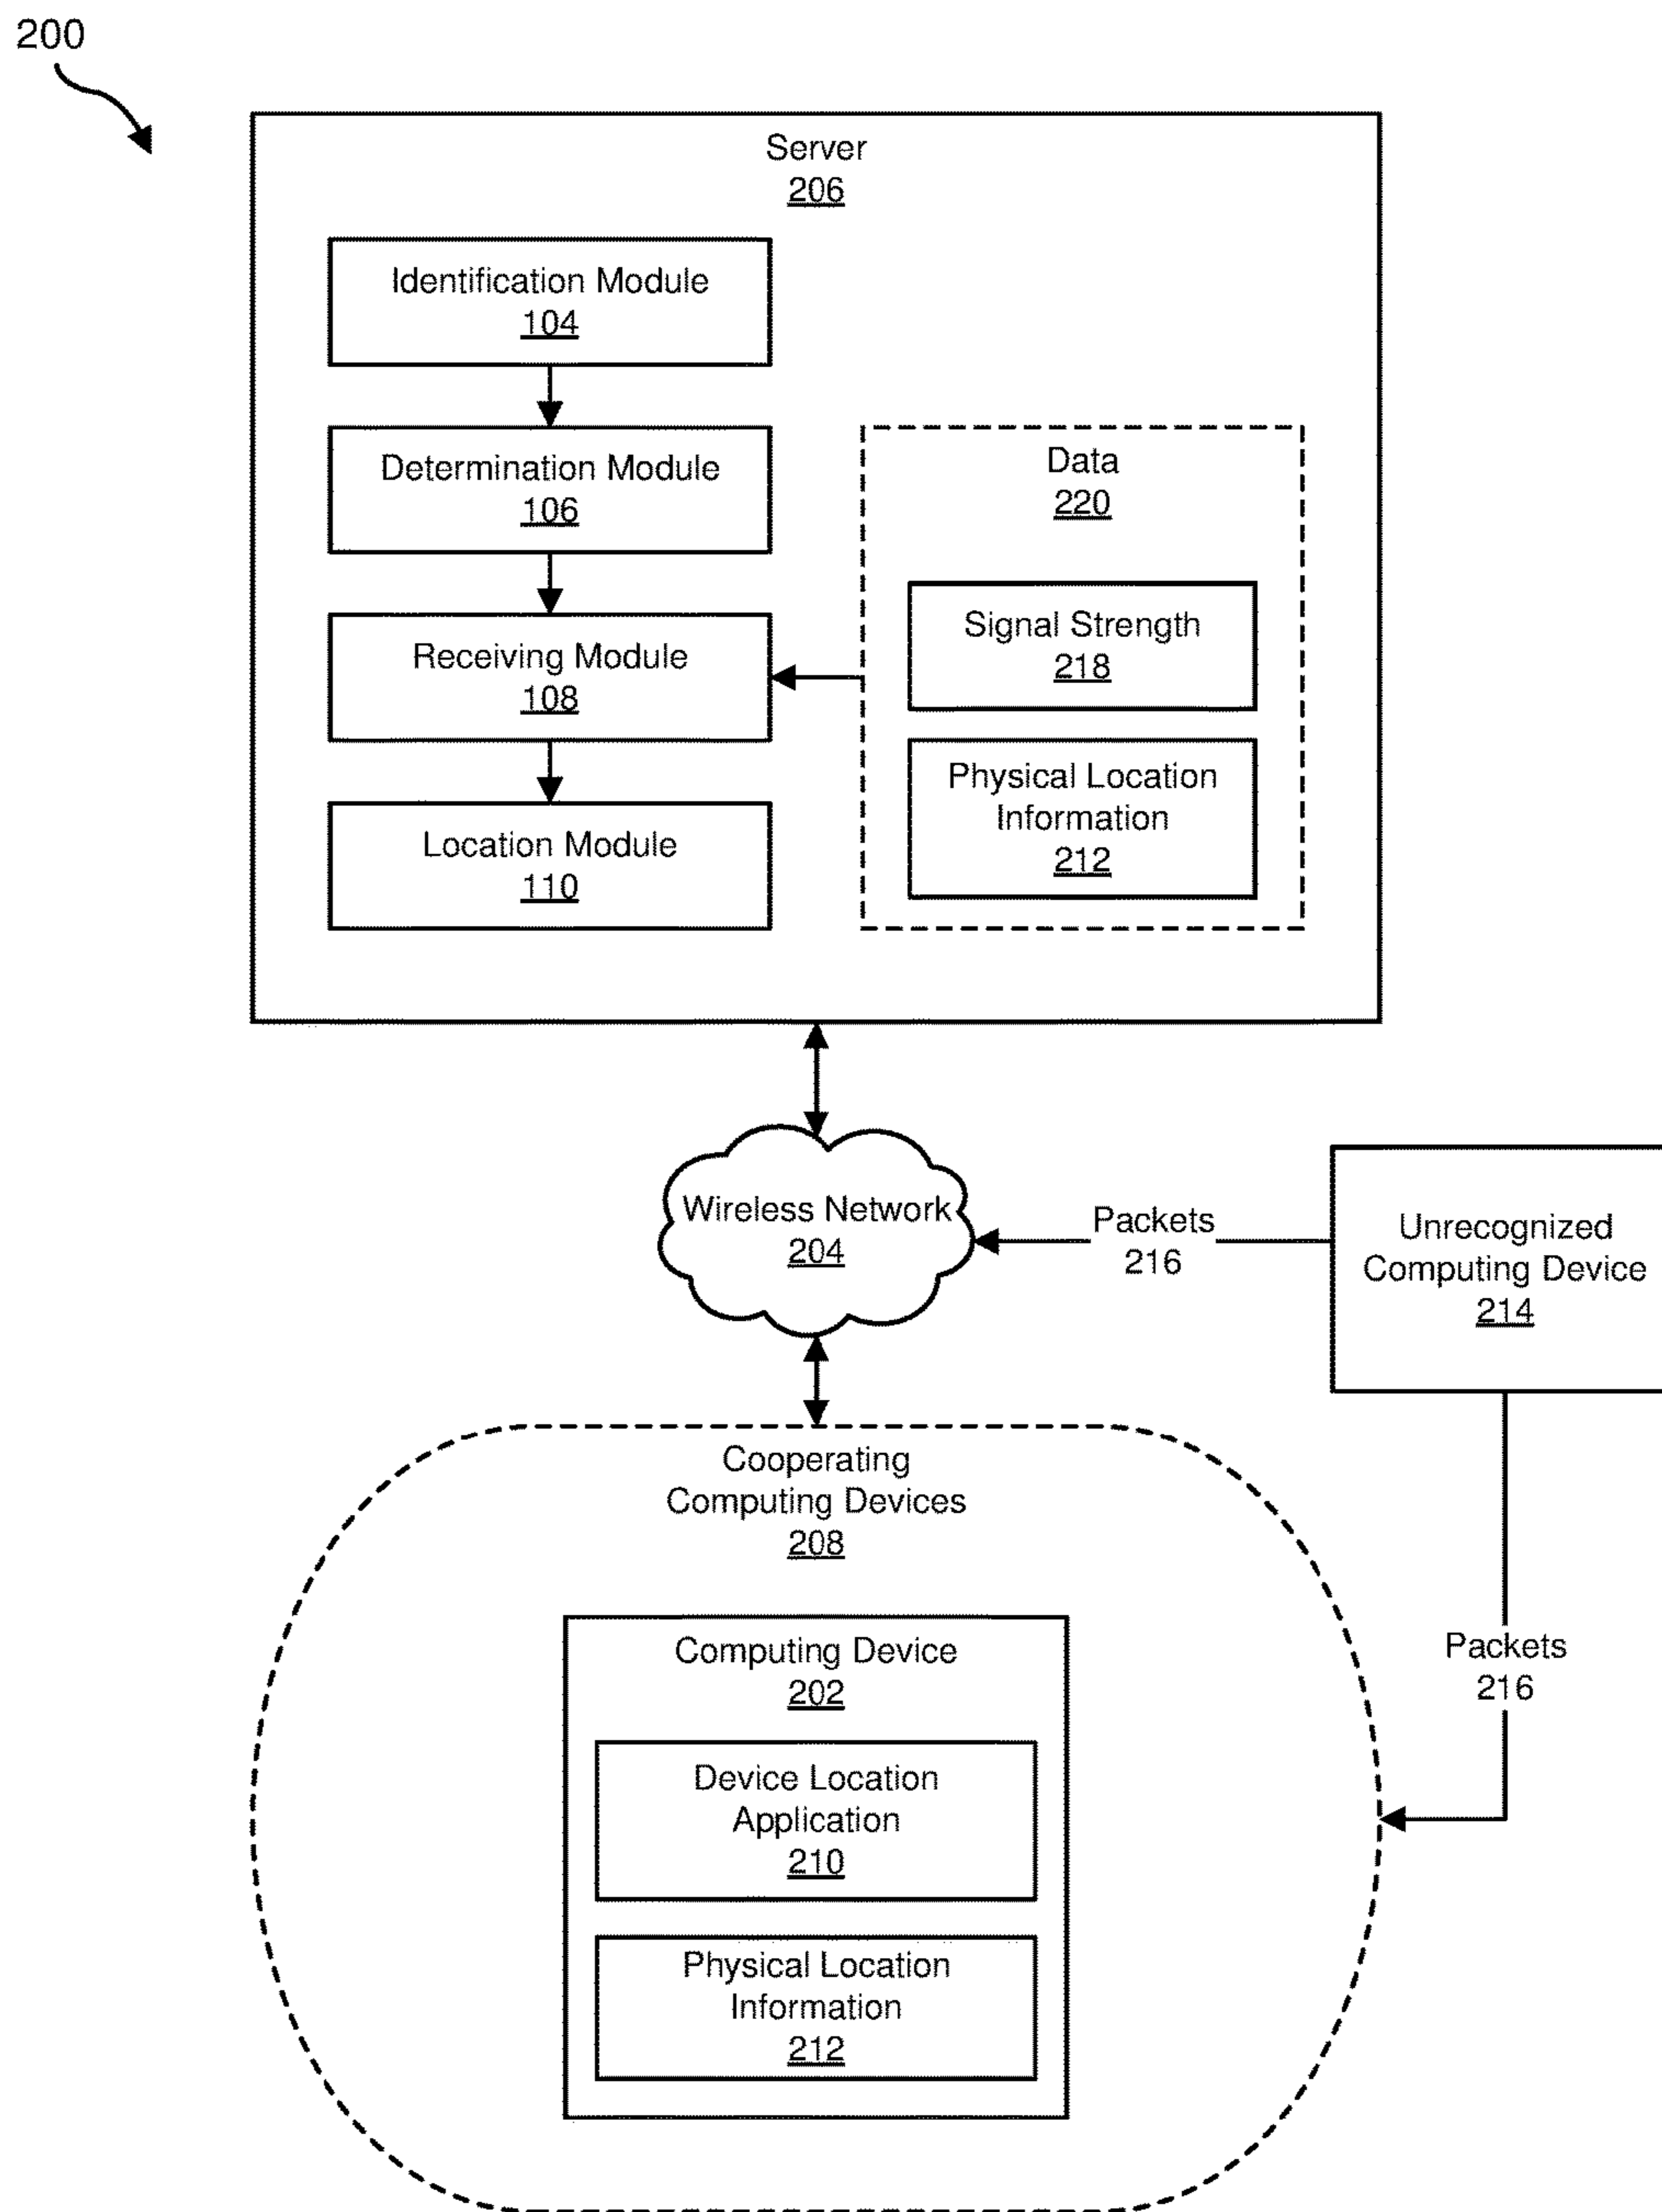 200
Server
206
Identification Module
104
Determination Module
106
Receiving Module
108
Location Module
110
Data
220
Signal Strength
218
Physical Location
Information
212
Wireless Network
204
Packets
216
Unrecognized
Computing Device
214
Cooperating
Computing Devices
208
Computing Device
202
Device Location
Application
210
Physical Location
Information
212
Packets
216